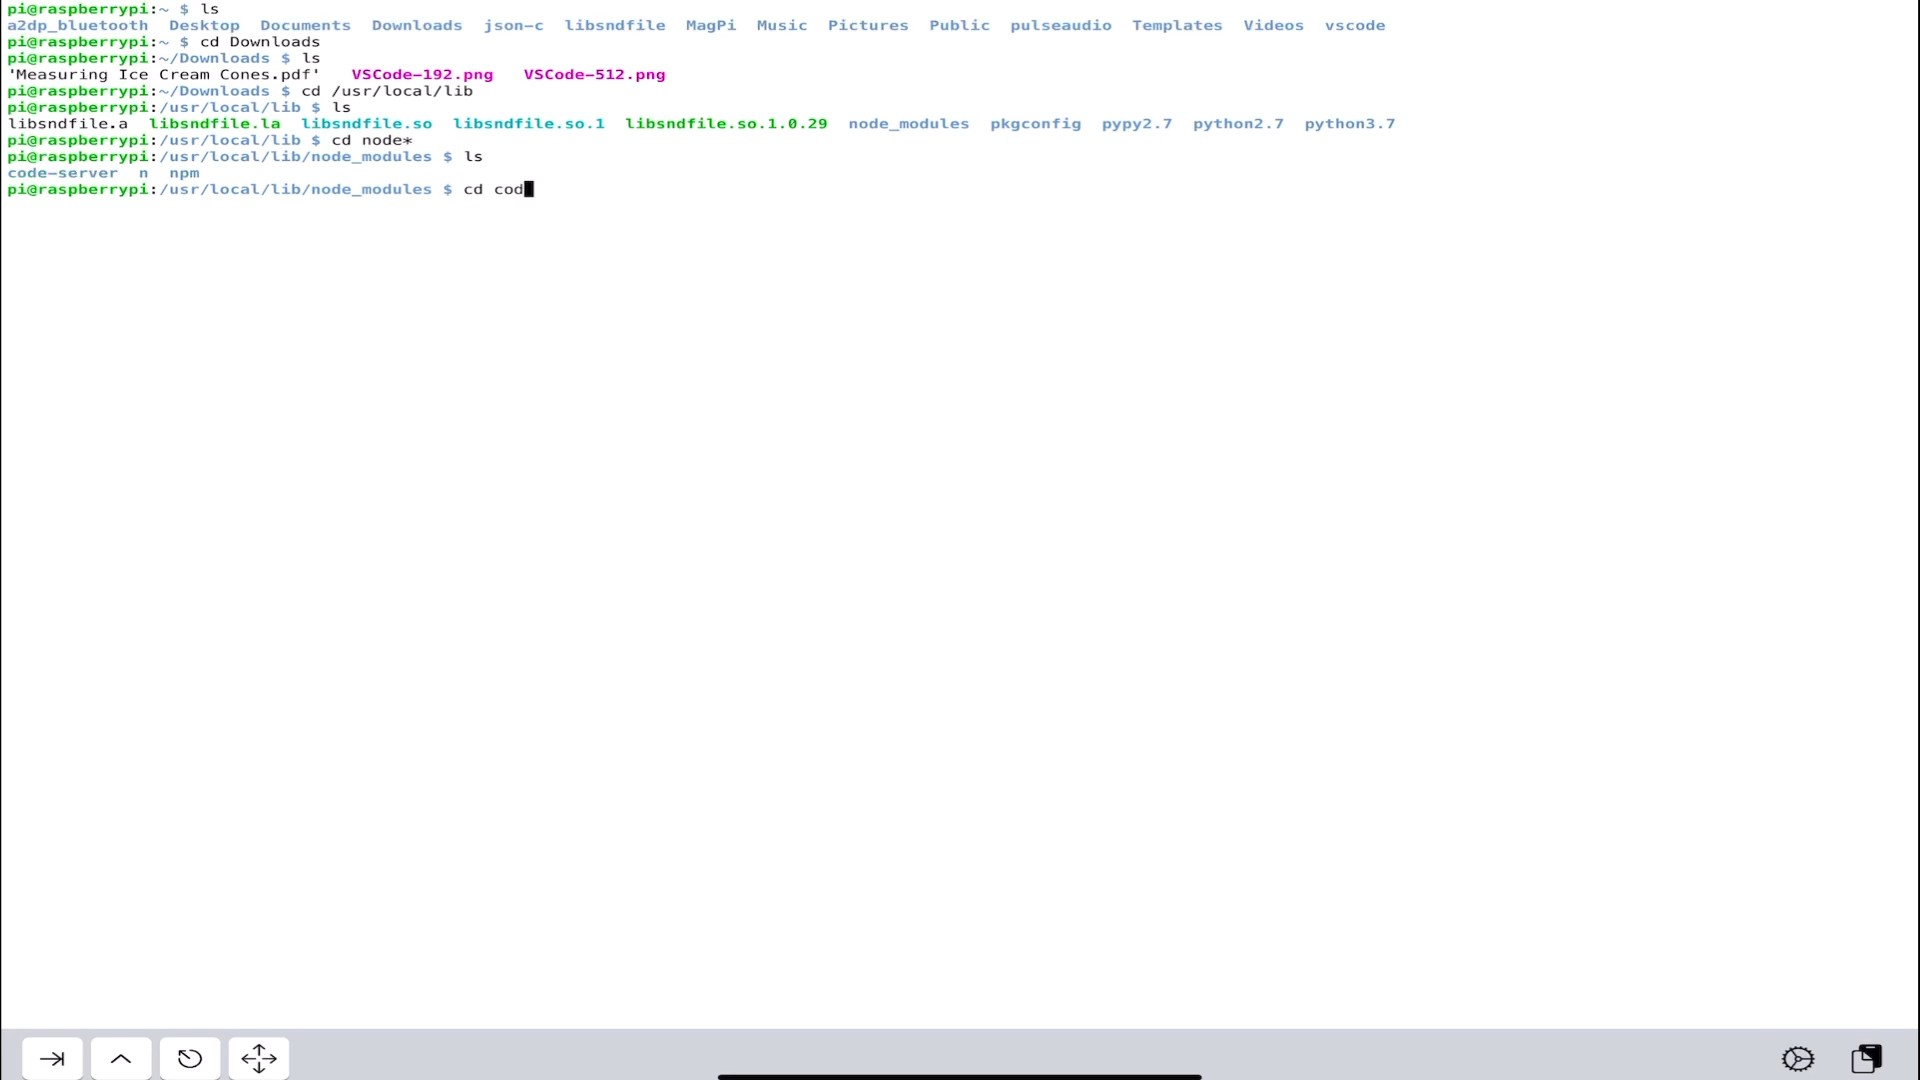 pi@raspberrypi:~ $ ls
a2dp_bluetooth  Desktop  Documents  Downloads  json-c  libsndfile  MagPi  Music  Pictures  Public  pulseaudio  Templates  Videos  vscode
pi@raspberrypi:~ $ cd Downloads
pi@raspberrypi:~/Downloads $ ls
'Measuring Ice Cream Cones.pdf'   VSCode-192.png   VSCode-512.png
pi@raspberrypi:~/Downloads $ cd /usr/local/lib
pi@raspberrypi:/usr/local/lib $ ls
libsndfile.a  libsndfile.la  libsndfile.so  libsndfile.so.1  libsndfile.so.1.0.29  node_modules  pkgconfig  pypy2.7  python2.7  python3.7
pi@raspberrypi:/usr/local/lib $ cd node*
pi@raspberrypi:/usr/local/lib/node_modules $ ls
code-server  n  npm
pi@raspberrypi:/usr/local/lib/node_modules $ cd cod